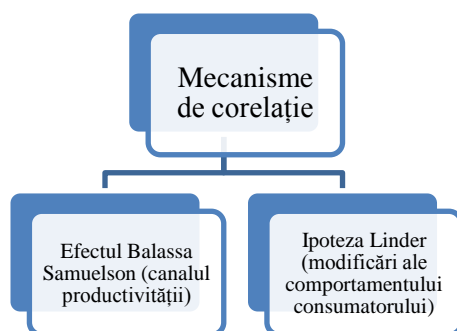 Mecanisme
de corelație
Efectul Balassa
Samuelson (canalul
productivității)
Ipoteza Linder
(modificări ale
comportamentului
consumatorului)